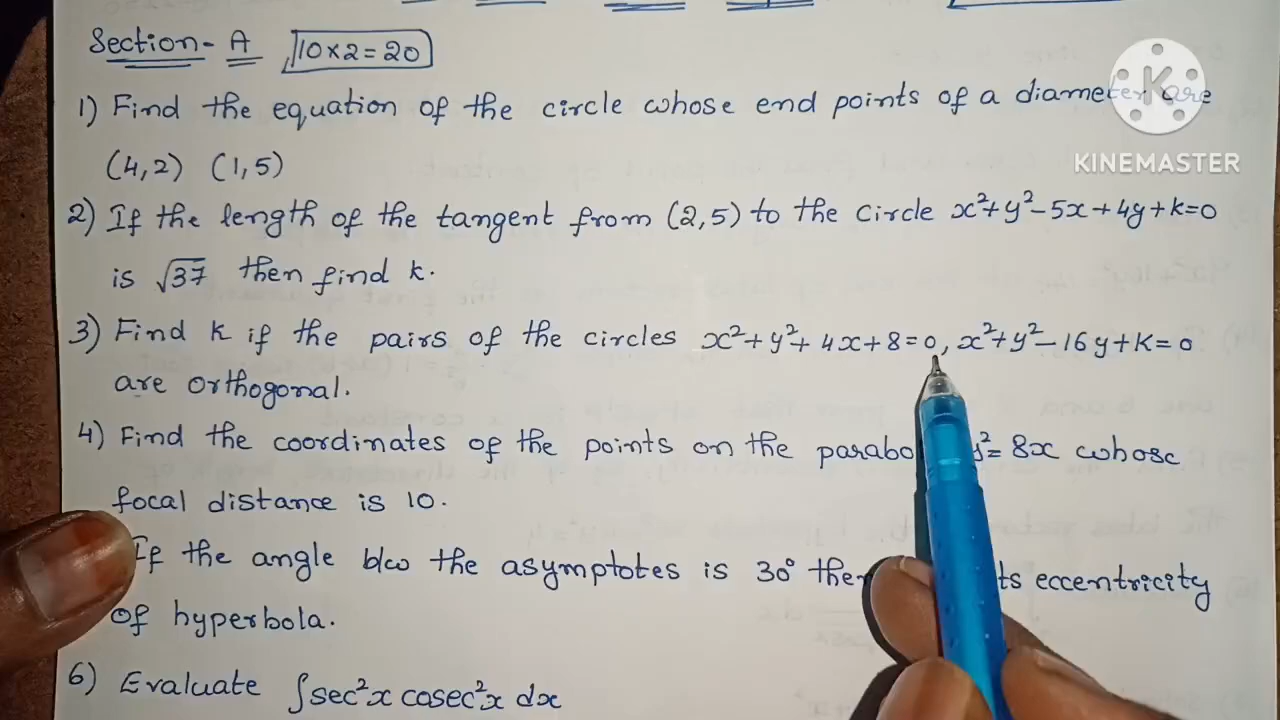 Section-A 10×2=20
1) Find the equation of the circle whose end points of a diameter are
(4,2) (1,5)
2) If the length of the tangent from (2,5) to the circle x²+y²-5x+4y+k=0
is √37 then find k.
3) Find k if the pairs of the circles x²+y²+4x+8=0, x²+y²-16y+k=0
are orthogonal.
4) Find the coordinates of the points on the y²=8x whose
focal distance is 10.
If the angle b/w the asymptotes is 30° eccentricity
of hyperbola.
6) Evaluate ∫sec²x cosec²x dx
KINEMASTER